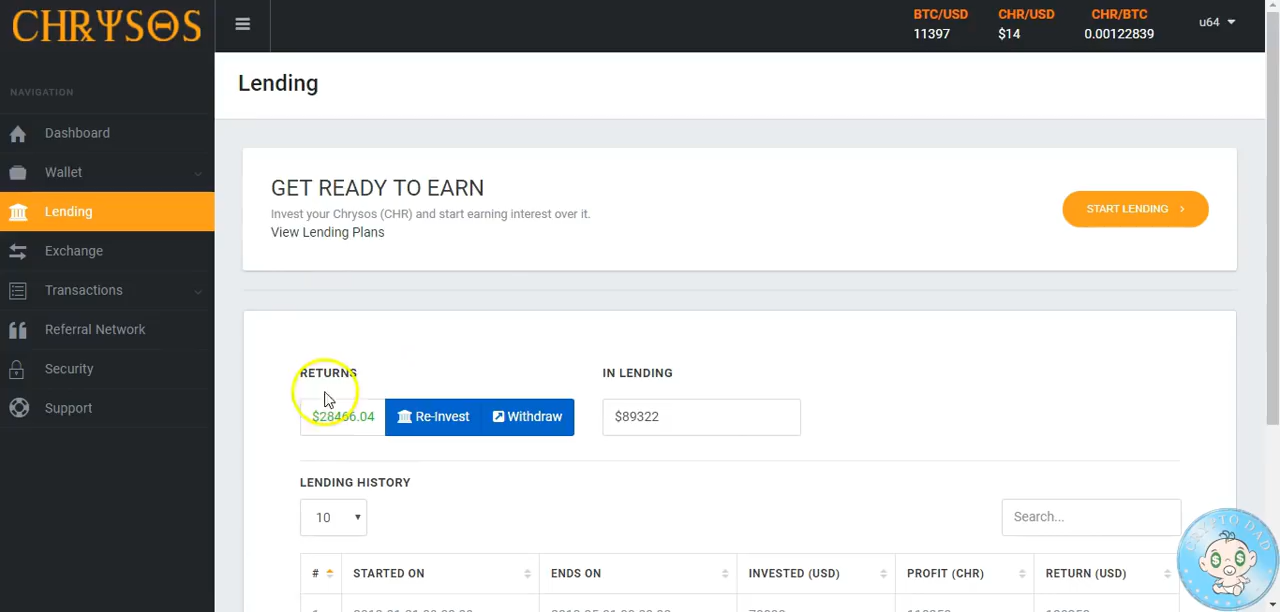 CHRYSOS
BTC/USD CHR/USD CHR/BTC
11397 $14 0.00122839
u64
Lending
NAVIGATION
Dashboard
Wallet
Lending
Exchange
Transactions
Referral Network
Security
Support
GET READY TO EARN
Invest your Chrysos (CHR) and start earning interest over it.
View Lending Plans
START LENDING
RETURNS IN LENDING
$28466.04 Re-Invest Withdraw $89322
LENDING HISTORY
10 Search...
# STARTED ON ENDS ON INVESTED (USD) PROFIT (CHR) RETURN (USD)
CRYPTO DAD